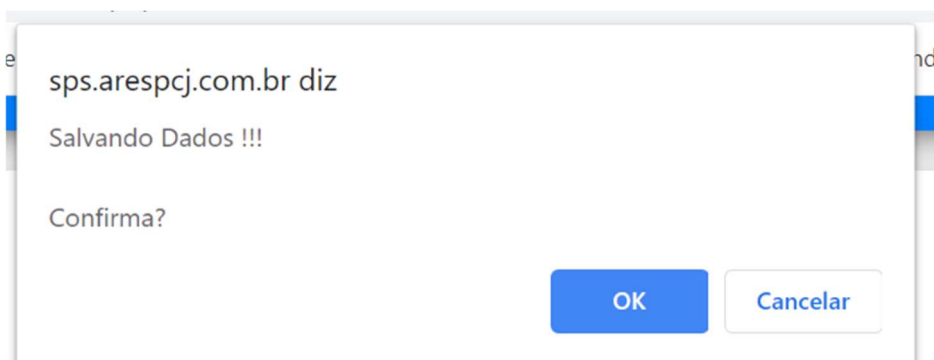 sps.arespcj.com.br diz
Salvando Dados !!!
Confirma?
OK
Cancelar